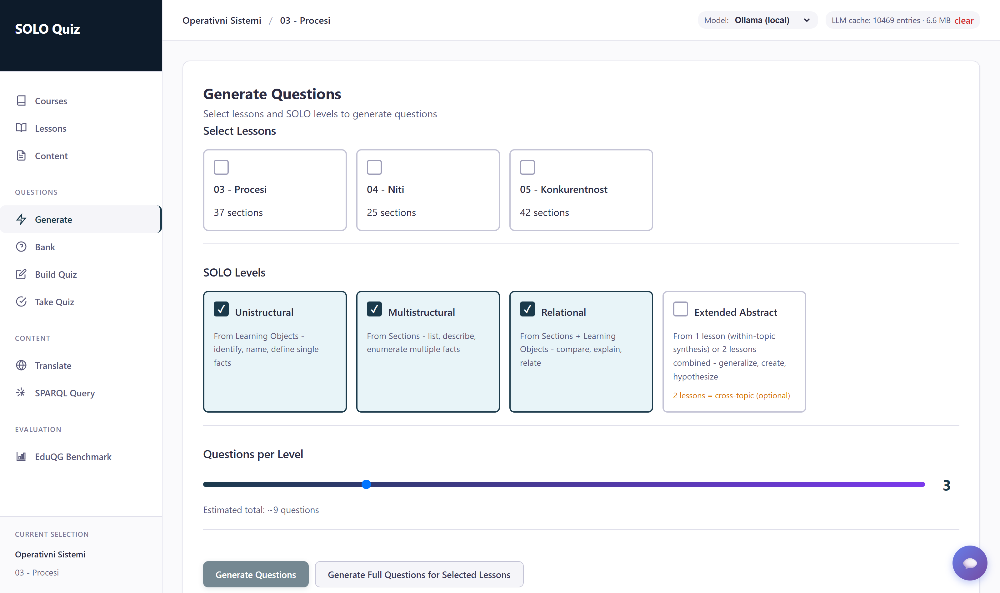 SOLO Quiz
Courses
Lessons
Content
QUESTIONS
Generate
Bank
Build Quiz
Take Quiz
CONTENT
Translate
SPARQL Query
EVALUATION
EduQG Benchmark
CURRENT SELECTION
Operativni Sistemi
03 - Procesi
Operativni Sistemi / 03 - Procesi
Model: Ollama (local)
LLM cache: 10469 entries · 6.6 MB clear
Generate Questions
Select lessons and SOLO levels to generate questions
Select Lessons
03 - Procesi
37 sections
04 - Niti
25 sections
05 - Konkurentnost
42 sections
SOLO Levels
Unistructural
From Learning Objects -
identify, name, define single
facts
Multistructural
From Sections - list, describe,
enumerate multiple facts
Relational
From Sections + Learning
Objects - compare, explain,
relate
Extended Abstract
From 1 lesson (within-topic
synthesis) or 2 lessons
combined - generalize, create,
hypothesize
2 lessons = cross-topic (optional)
Questions per Level
3
Estimated total: ~9 questions
Generate Questions
Generate Full Questions for Selected Lessons